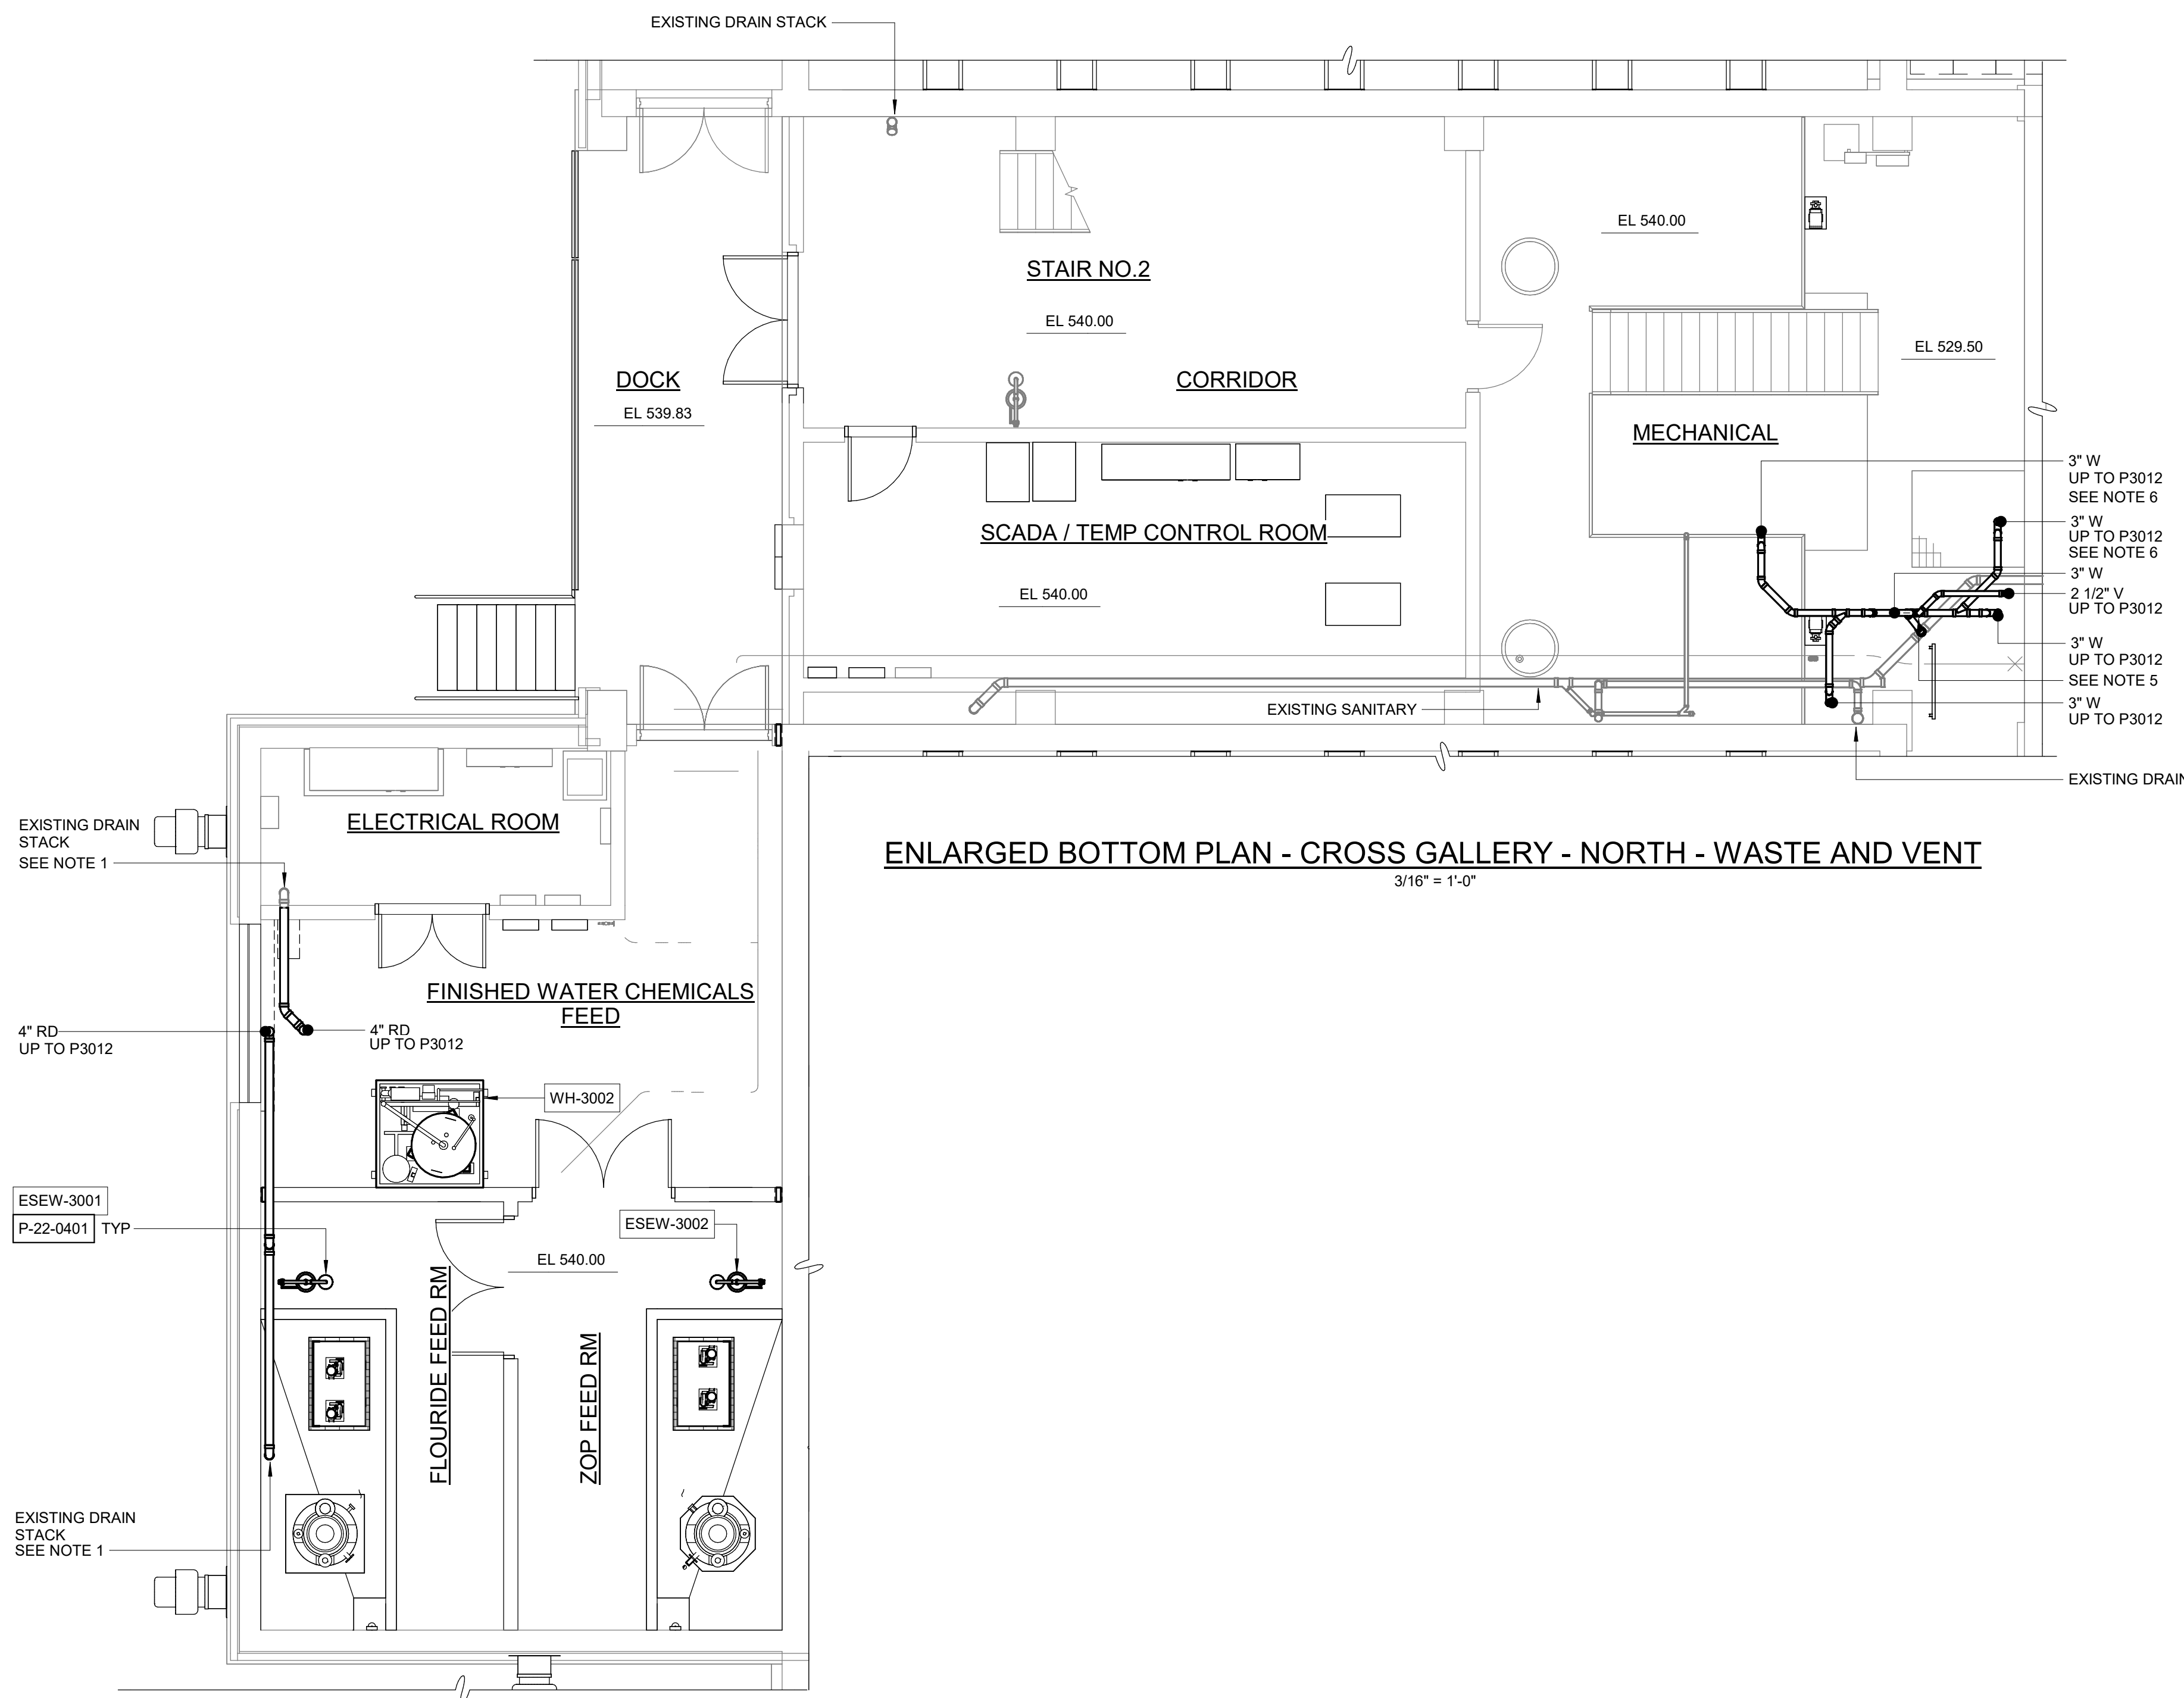 EXISTING DRAIN STACK
EL 540.00
STAIR NO.2
EL 540.00
EL 529.50
DOCK
EL 539.83
CORRIDOR
MECHANICAL
3" W
UP TO P3012
SEE NOTE 6
3" W
UP TO P3012
SEE NOTE 6
3" W
2 1/2" V
UP TO P3012
3" W
UP TO P3012
SEE NOTE 5
3" W
UP TO P3012
SCADA / TEMP CONTROL ROOM
EL 540.00
EXISTING SANITARY
EXISTING DRAIN
ENLARGED BOTTOM PLAN - CROSS GALLERY - NORTH - WASTE AND VENT
3/16" = 1'-0"
EXISTING DRAIN
STACK
SEE NOTE 1
ELECTRICAL ROOM
FINISHED WATER CHEMICALS
FEED
4" RD
UP TO P3012
4" RD
UP TO P3012
WH-3002
ESEW-3001
P-22-0401 TYP
ESEW-3002
EL 540.00
FLOURIDE FEED RM
ZOP FEED RM
EXISTING DRAIN
STACK
SEE NOTE 1